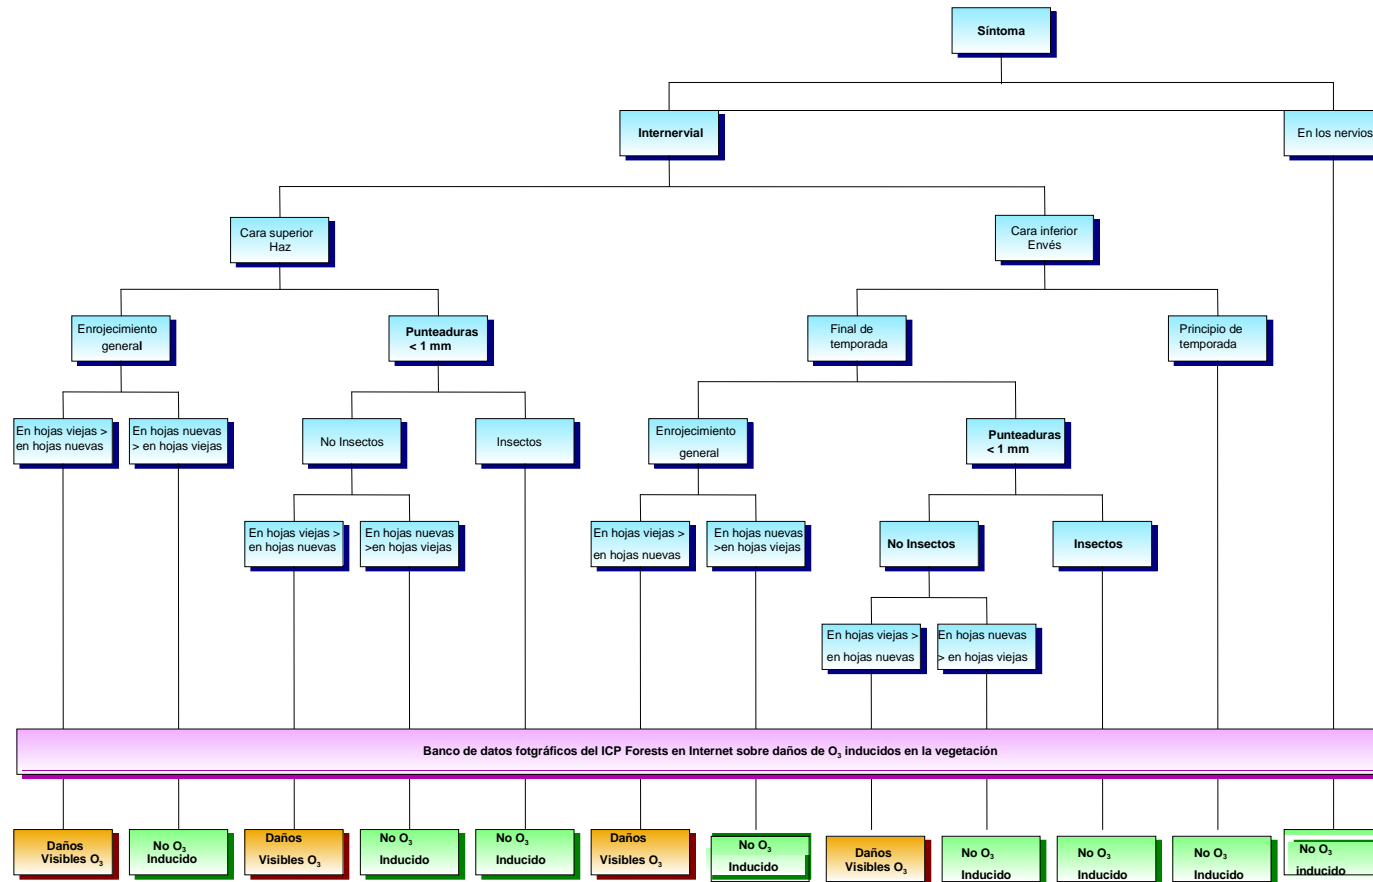 Síntoma
Internervial
En los nervios
Cara superior
Haz
Cara inferior
Envés
Enrojecimiento
general
Punteaduras
< 1 mm
Final de
temporada
Principio de
temporada
En hojas viejas >
en hojas nuevas
En hojas nuevas
> en hojas viejas
No Insectos
Insectos
Enrojecimiento
general
Punteaduras
< 1 mm
En hojas viejas >
en hojas nuevas
En hojas nuevas
>en hojas viejas
En hojas viejas >
en hojas nuevas
En hojas nuevas
>en hojas viejas
No Insectos
Insectos
En hojas viejas >
en hojas nuevas
En hojas nuevas
> en hojas viejas
Banco de datos fotgráficos del ICP Forests en Internet sobre daños de O₃ inducidos en la vegetación
Daños
Visibles O₃
No O₃
Inducido
Daños
Visibles O₃
No O₃
Inducido
No O₃
Inducido
Daños
Visibles O₃
No O₃
Inducido
Daños
Visibles O₃
No O₃
Inducido
No O₃
Inducido
No O₃
Inducido
No O₃
inducido